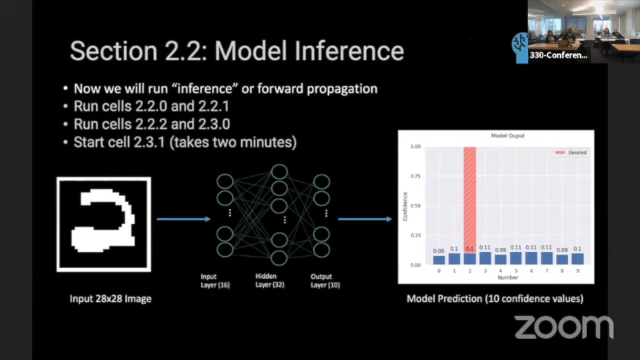 Section 2.2: Model Inference
330-Conferen...
Now we will run "inference" or forward propagation
Run cells 2.2.0 and 2.2.1
Run cells 2.2.2 and 2.3.0
Start cell 2.3.1 (takes two minutes)
Model Ouput
Desired
Confidence
1.00
0.75
0.50
0.25
0.00
0.08 0.1 0.1 0.11 0.09 0.11 0.11 0.11 0.09 0.1
0 1 2 3 4 5 6 7 8 9
Number
Input Layer (16)
Hidden Layer (32)
Output Layer (10)
Input 28x28 Image
Model Prediction (10 confidence values)
zoom